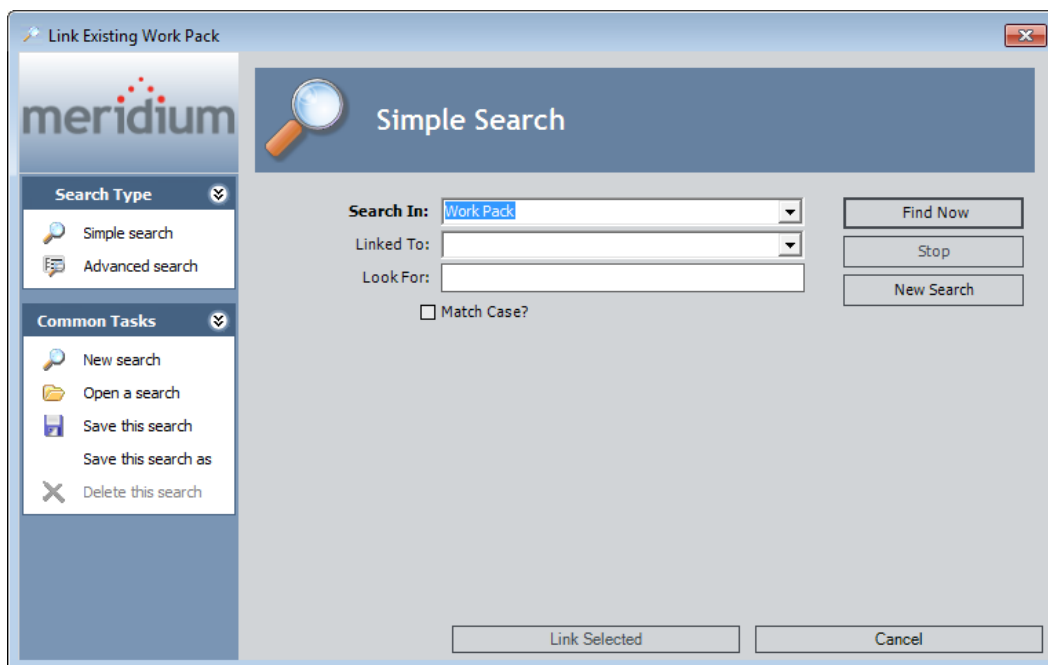 Link Existing Work Pack
meridium
Simple Search
Search Type
Simple search
Advanced search
Common Tasks
New search
Open a search
Save this search
Save this search as
Delete this search
Search In:
Work Pack
Linked To:
Look For:
Match Case?
Find Now
Stop
New Search
Link Selected
Cancel